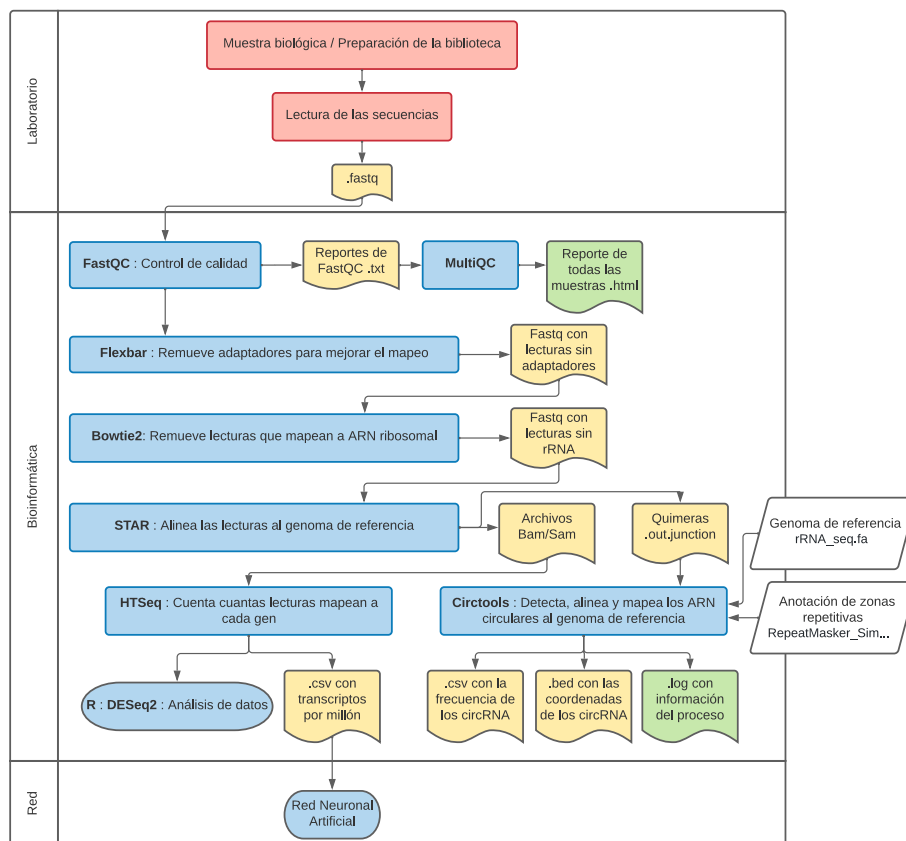 Laboratorio
Muestra biológica / Preparación de la biblioteca
Lectura de las secuencias
.fastq
Bioinformática
FastQC : Control de calidad
Reportes de
FastQC .txt
MultiQC
Reporte de
todas las
muestras .html
Flexbar : Remueve adaptadores para mejorar el mapeo
Fastq con
lecturas sin
adaptadores
Bowtie2: Remueve lecturas que mapean a ARN ribosomal
Fastq con
lecturas sin
rRNA
STAR : Alinea las lecturas al genoma de referencia
Archivos
Bam/Sam
Quimeras
.out.junction
Genoma de referencia
rRNA_seq.fa
HTSeq : Cuenta cuantas lecturas mapean a
cada gen
Circtools : Detecta, alinea y mapea los ARN
circulares al genoma de referencia
Anotación de zonas
repetitivas
RepeatMasker_Sim...
R : DESeq2 : Análisis de datos
.csv con
transcriptos
por millón
.csv con la
frecuencia de
los circRNA
.bed con las
coordenadas
de los circRNA
.log con
información
del proceso
Red
Red Neuronal
Artificial